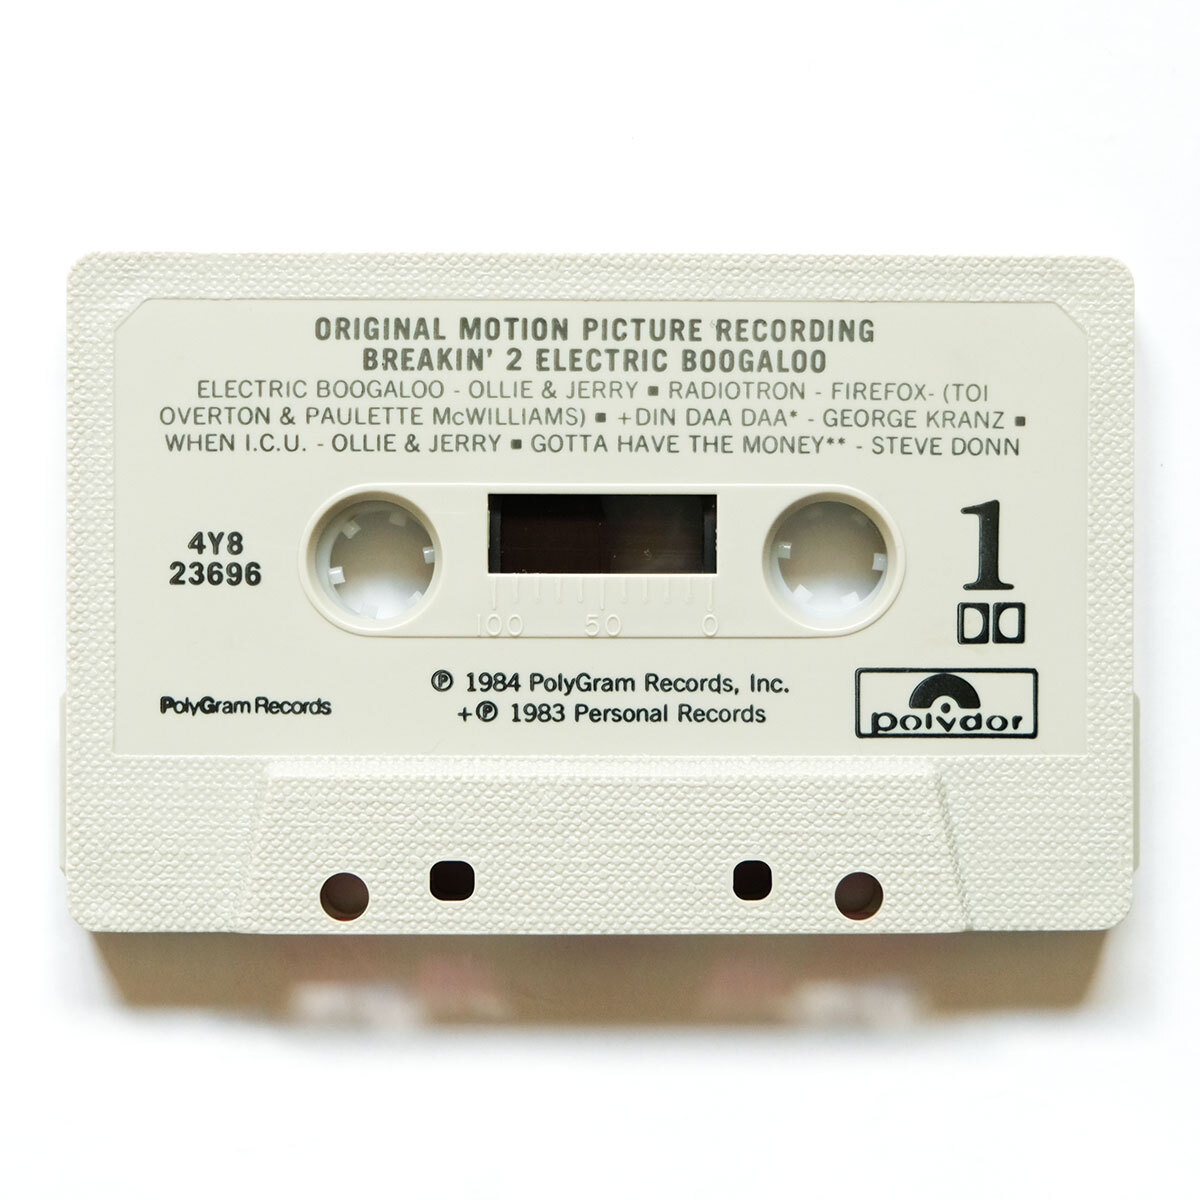 ORIGINAL MOTION PICTURE RECORDING
BREAKIN' 2 ELECTRIC BOOGALOO
ELECTRIC BOOGALOO - OLLIE & JERRY ▪ RADIOTRON - FIREFOX- (TOI
OVERTON & PAULETTE McWILLIAMS) ▪ +DIN DAA DAA* - GEORGE KRANZ ▪
WHEN I.C.U. - OLLIE & JERRY ▪ GOTTA HAVE THE MONEY** - STEVE DONN
4Y8
23696
1
100 50 0
℗ 1984 PolyGram Records, Inc.
+℗ 1983 Personal Records
PolyGram Records
polydor